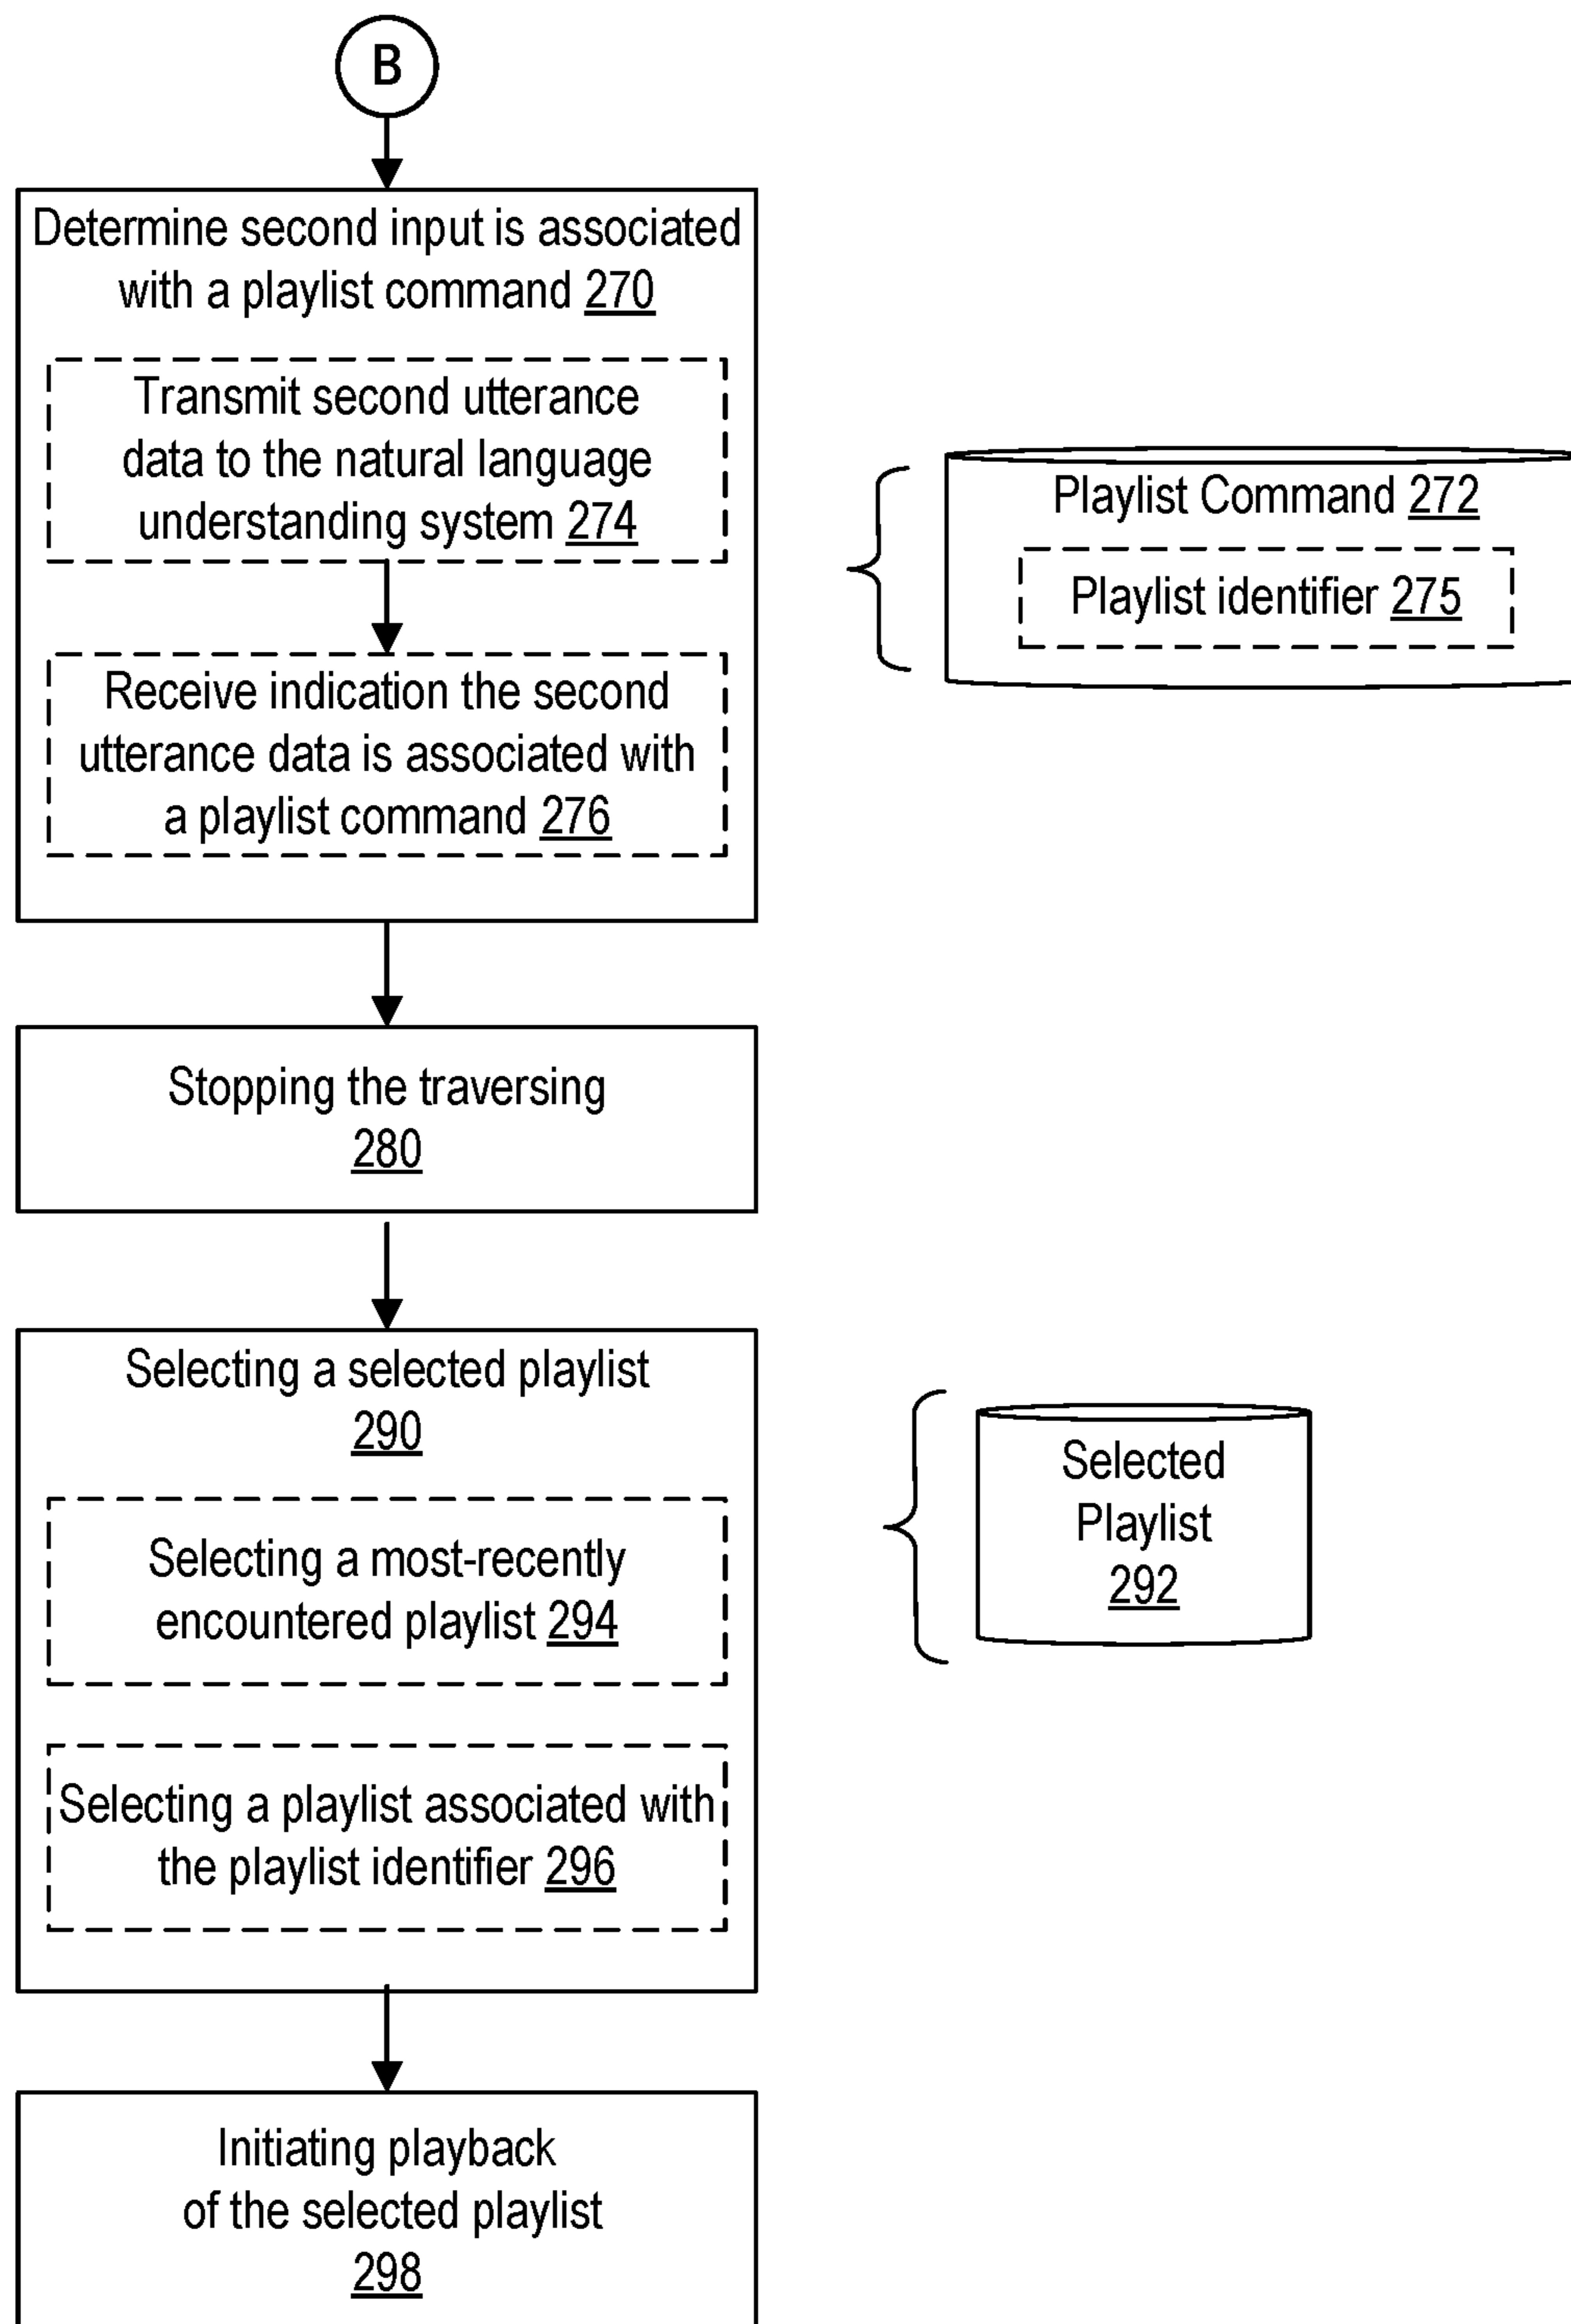 B
Determine second input is associated
with a playlist command 270
Transmit second utterance
data to the natural language
understanding system 274
Receive indication the second
utterance data is associated with
a playlist command 276
Playlist Command 272
Playlist identifier 275
Stopping the traversing
280
Selecting a selected playlist
290
Selecting a most-recently
encountered playlist 294
Selecting a playlist associated with
the playlist identifier 296
Selected
Playlist
292
Initiating playback
of the selected playlist
298